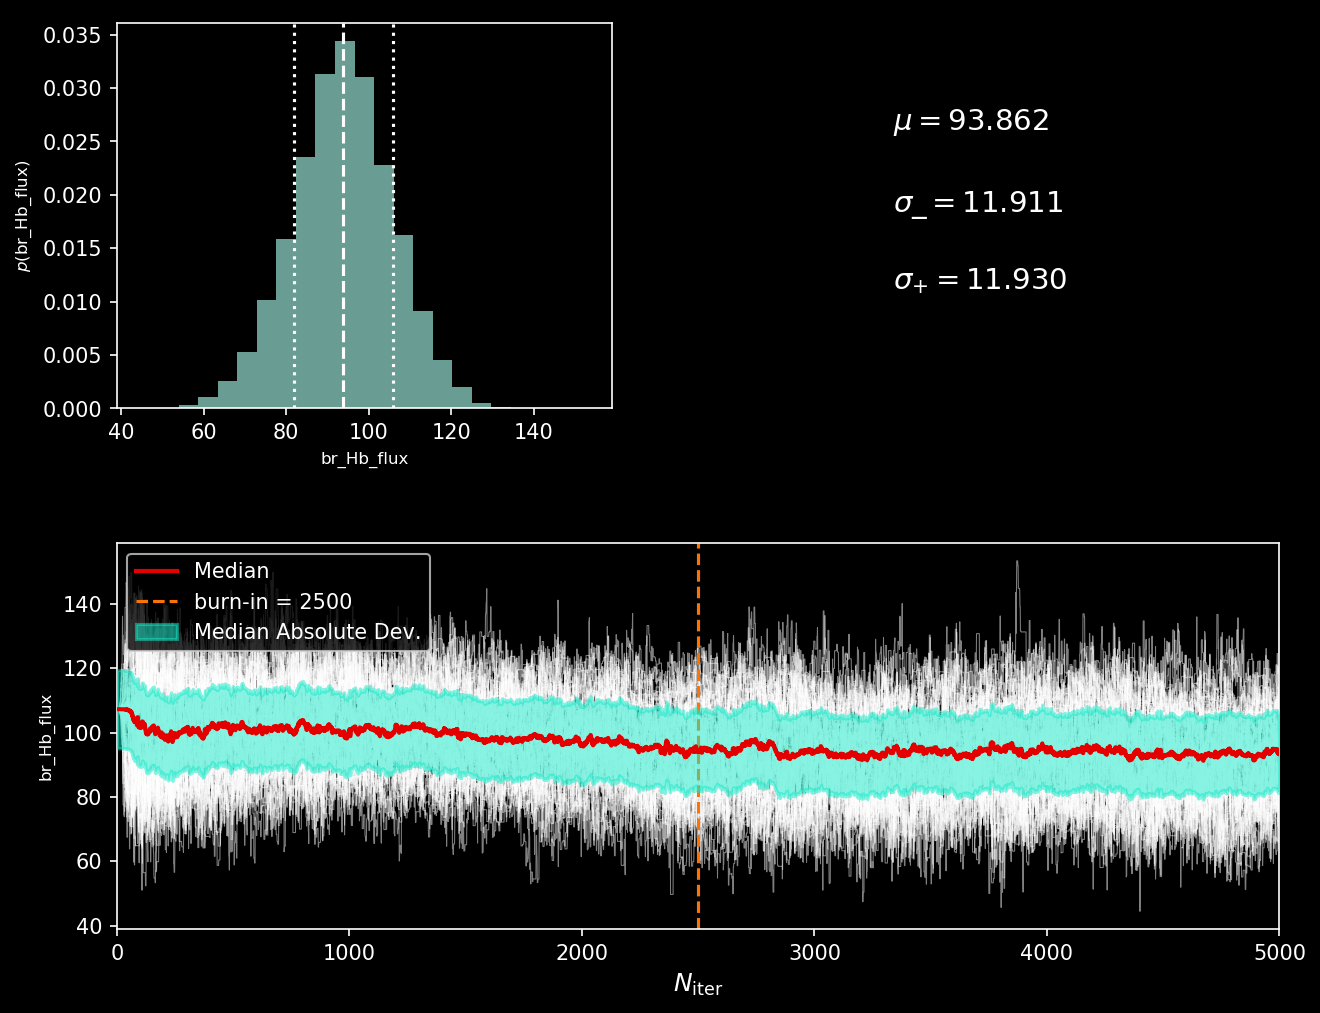 0.035
0.030
0.025
0.020
0.015
0.010
0.005
0.000
p(br_Hb_flux)
40 60 80 100 120 140
br_Hb_flux
μ = 93.862
σ₋ = 11.911
σ₊ = 11.930
Median
burn-in = 2500
Median Absolute Dev.
140
120
100
80
60
40
br_Hb_flux
0 1000 2000 3000 4000 5000
N_iter